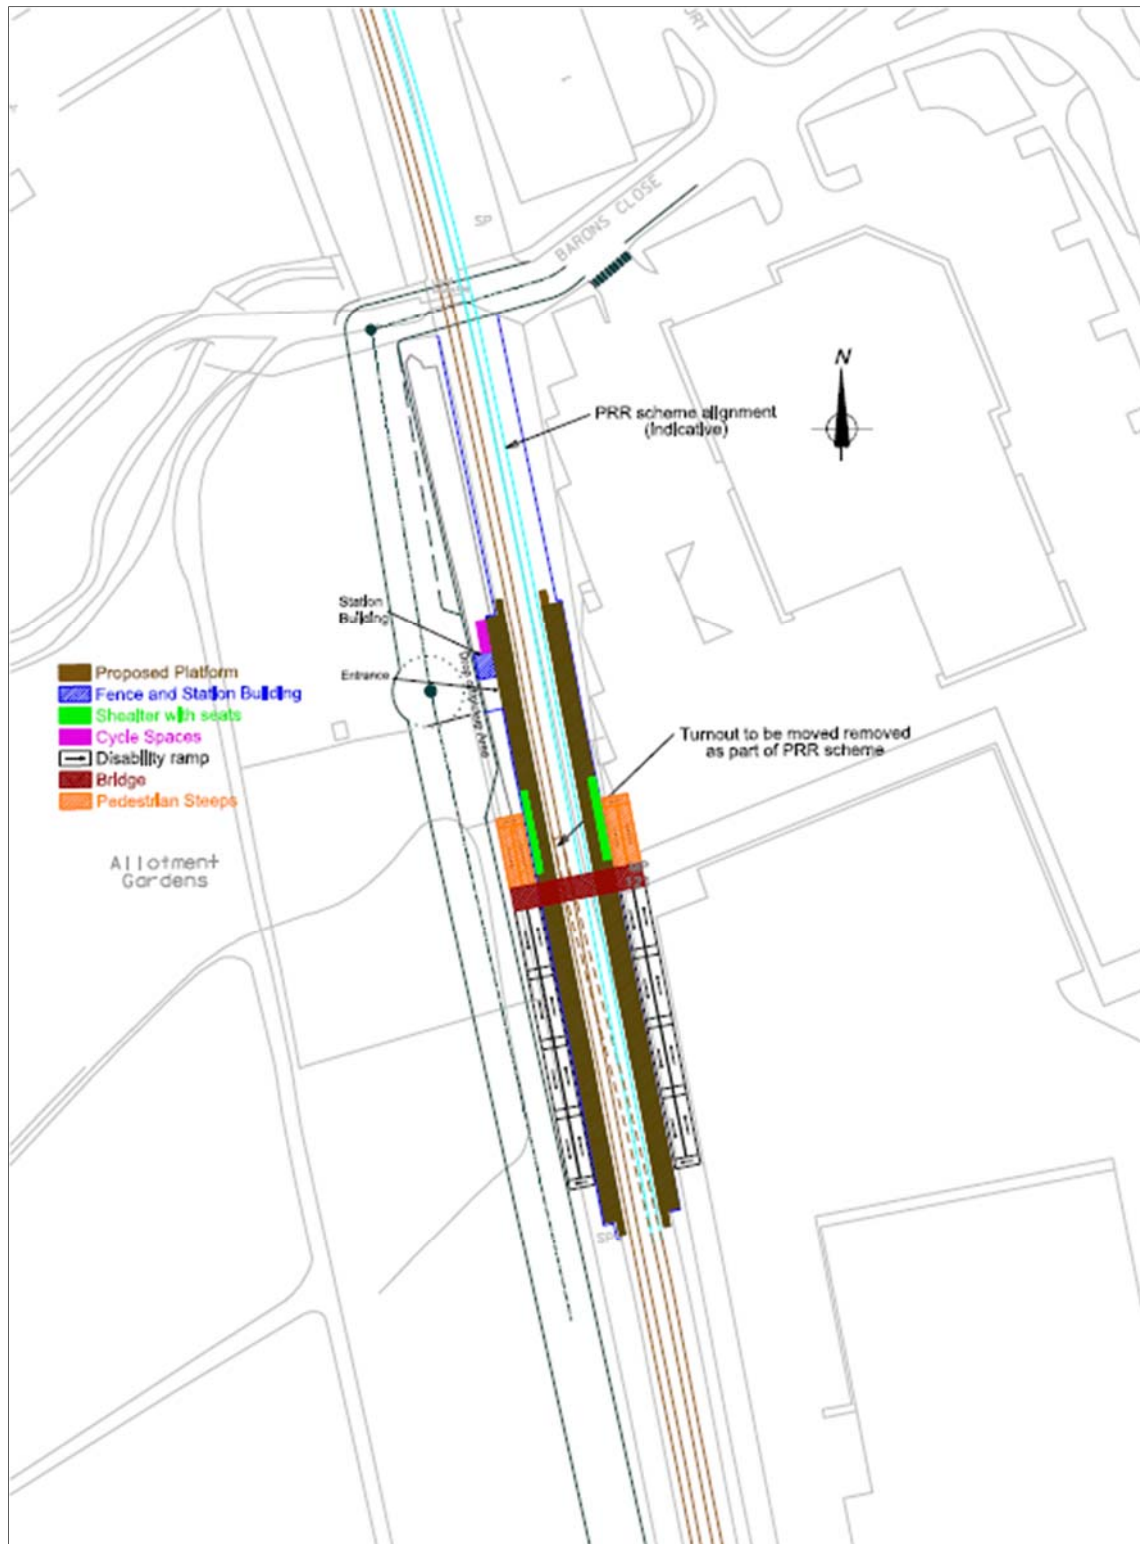 URT
1
SP
BARONS CLOSE
N
PRR scheme alignment
(Indicative)
Station
Building
Entrance
Proposed Platform
Fence and Station Building
Shealter with seats
Cycle Spaces
Disability ramp
Bridge
Pedestrian Steeps
Turnout to be moved removed
as part of PRR scheme
Allotment
Gardens